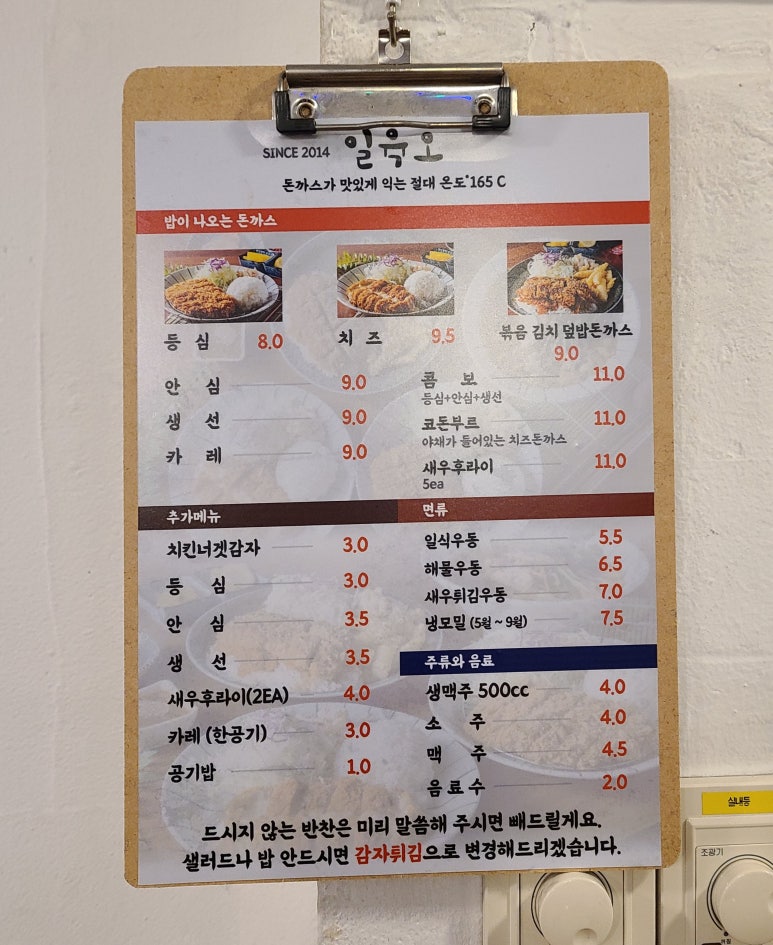 SINCE 2014 일육오
돈까스가 맛있게 익는 절대 온도˚165 C
밥이 나오는 돈까스
등 심 8.0
치 즈 9.5
볶음 김치 덮밥돈까스
9.0
안 심 9.0
생 선 9.0
카 레 9.0
콤 보 11.0
등심+안심+생선
코돈부르 11.0
야채가 들어있는 치즈돈까스
새우후라이 11.0
5ea
추가메뉴
치킨너겟감자 3.0
등 심 3.0
안 심 3.5
생 선 3.5
새우후라이(2EA) 4.0
카레 (한공기) 3.0
공기밥 1.0
면류
일식우동 5.5
해물우동 6.5
새우튀김우동 7.0
냉모밀 (5월 ~ 9월) 7.5
주류와 음료
생맥주 500cc 4.0
소 주 4.0
맥 주 4.5
음료수 2.0
드시지 않는 반찬은 미리 말씀해 주시면 빼드릴게요.
샐러드나 밥 안드시면 감자튀김으로 변경해드리겠습니다.
실내등
조광기